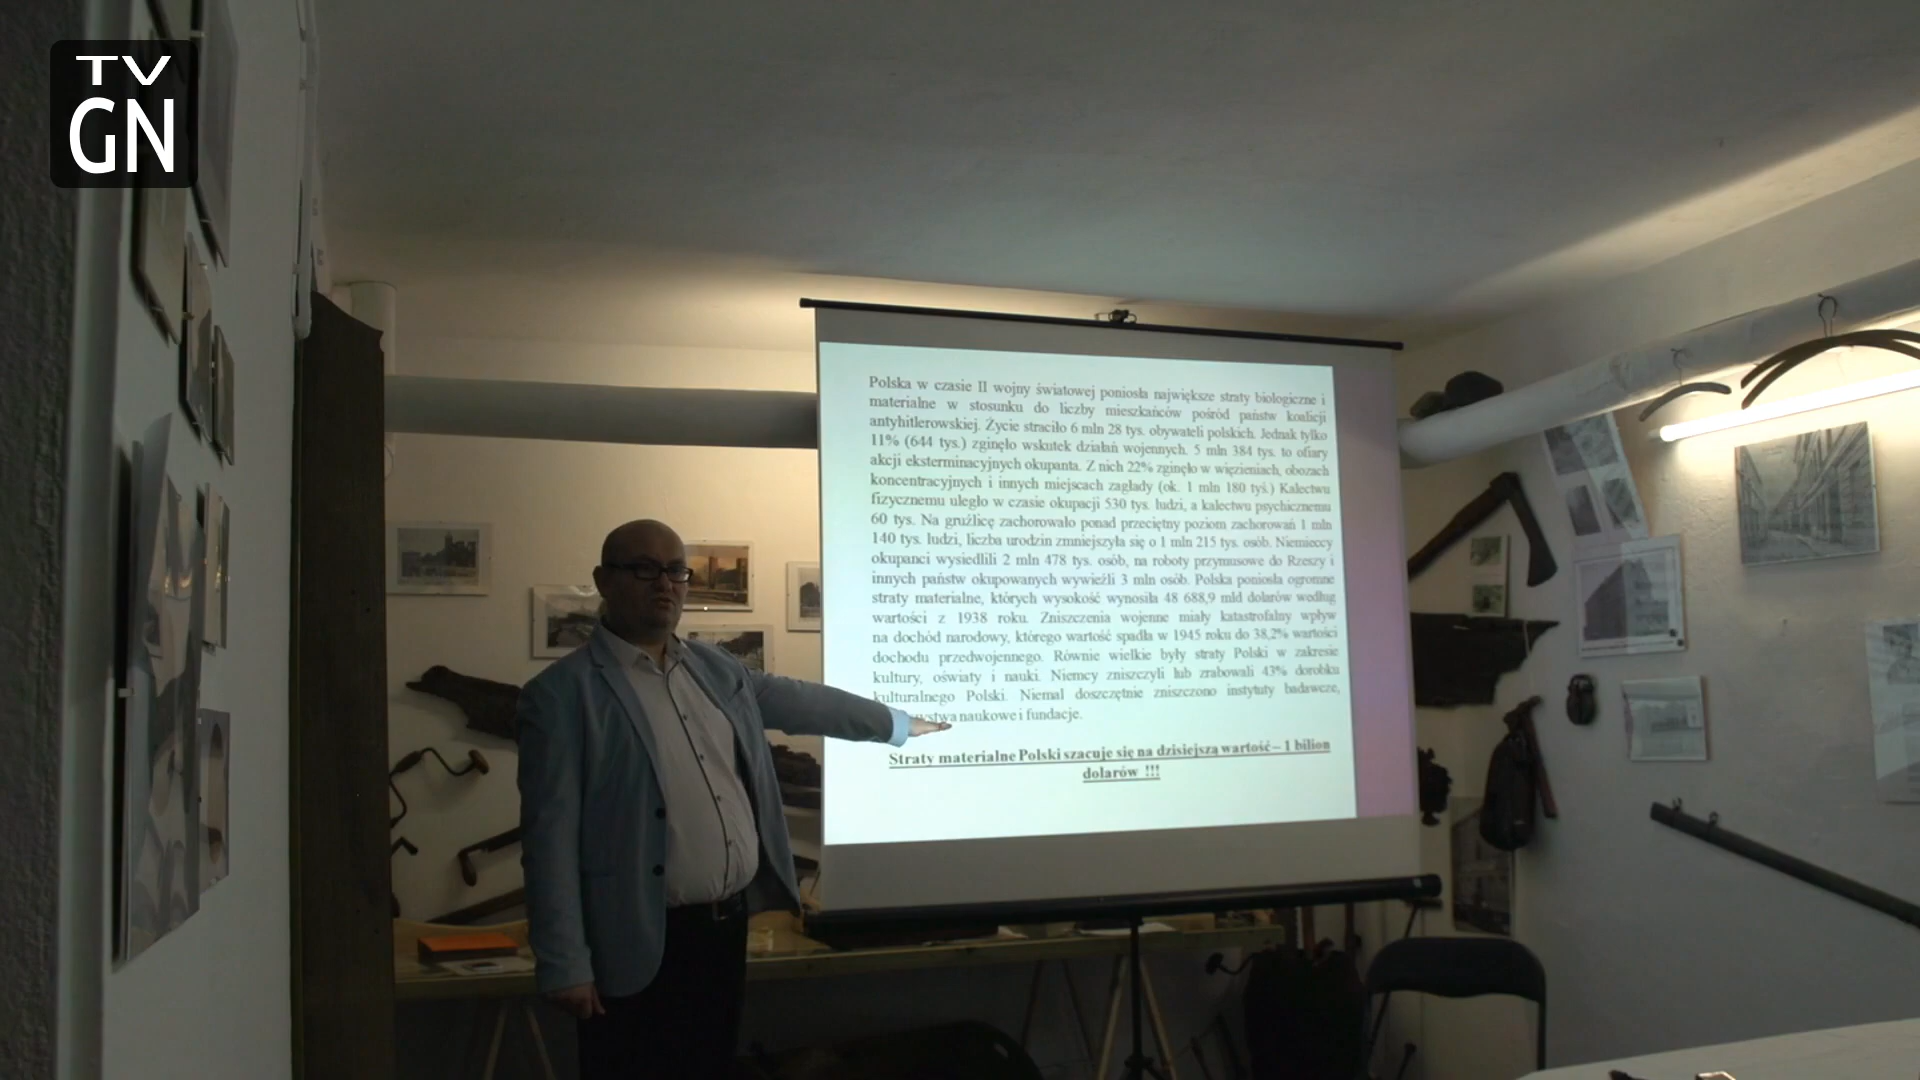 TV
GN
Polska w czasie II wojny światowej poniosła największe straty biologiczne i
materialne w stosunku do liczby mieszkańców pośród państw koalicji
antyhitlerowskiej. Życie straciło 6 mln 28 tys. obywateli polskich. Jednak tylko
11% (644 tys.) zginęło wskutek działań wojennych. 5 mln 384 tys. to ofiary
akcji eksterminacyjnych okupanta. Z nich 22% zginęło w więzieniach, obozach
koncentracyjnych i innych miejscach zagłady (ok. 1 mln 180 tyś.) Kalectwu
fizycznemu uległo w czasie okupacji 530 tys. ludzi, a kalectwu psychicznemu
60 tys. Na gruźlicę zachorowało ponad przeciętny poziom zachorowań 1 mln
140 tys. ludzi, liczba urodzin zmniejszyła się o 1 mln 215 tys. osób. Niemieccy
okupanci wysiedlili 2 mln 478 tys. osób, na roboty przymusowe do Rzeszy i
innych państw okupowanych wywieźli 3 mln osób. Polska poniosła ogromne
straty materialne, których wysokość wynosiła 48 688,9 mld dolarów według
wartości z 1938 roku. Zniszczenia wojenne miały katastrofalny wpływ
na dochód narodowy, którego wartość spadła w 1945 roku do 38,2% wartości
dochodu przedwojennego. Równie wielkie były straty Polski w zakresie
kultury, oświaty i nauki. Niemcy zniszczyli lub zrabowali 43% dorobku
kulturalnego Polski. Niemal doszczętnie zniszczono instytuty badawcze,
naukowe i fundacje.
Straty materialne Polski szacuje się na dzisiejszą wartość – 1 bilion
dolarów !!!